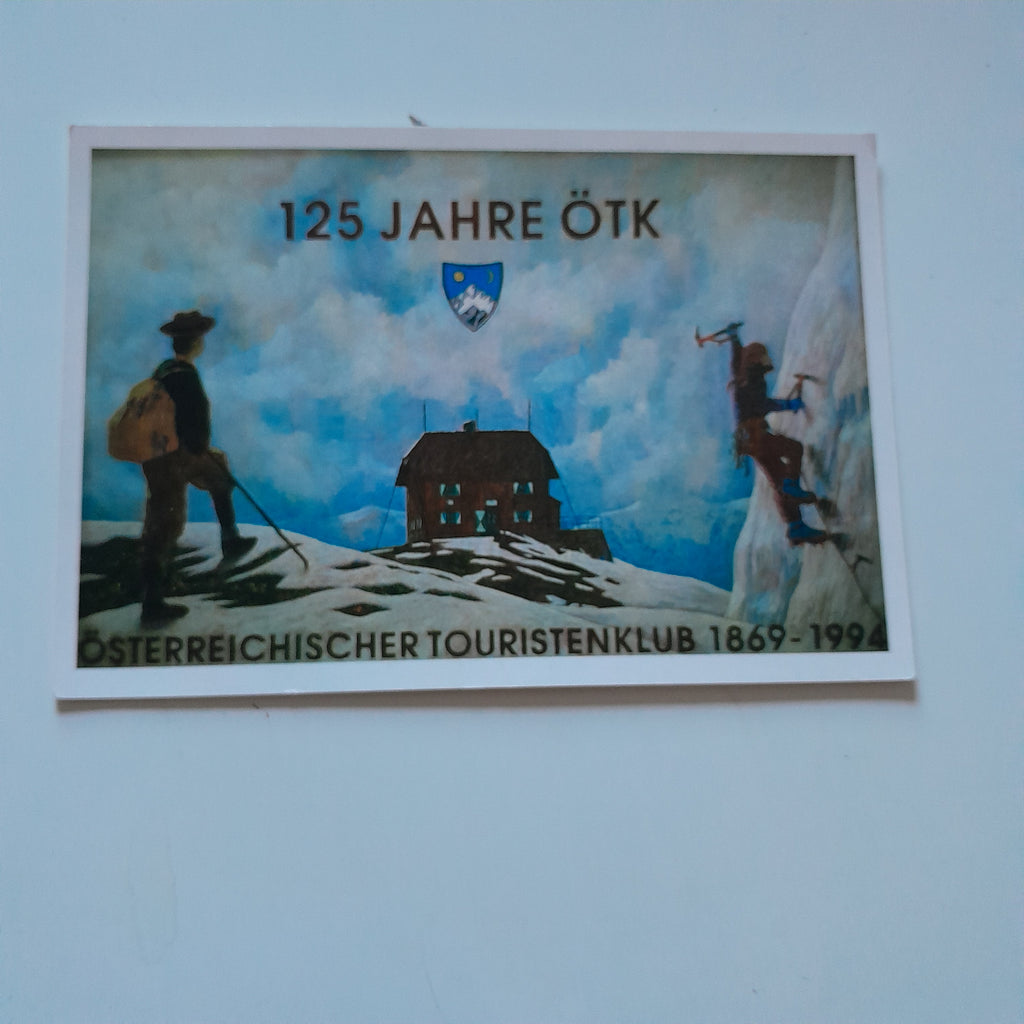 125 JAHRE ÖTK
ÖSTERREICHISCHER TOURISTENKLUB 1869-1994